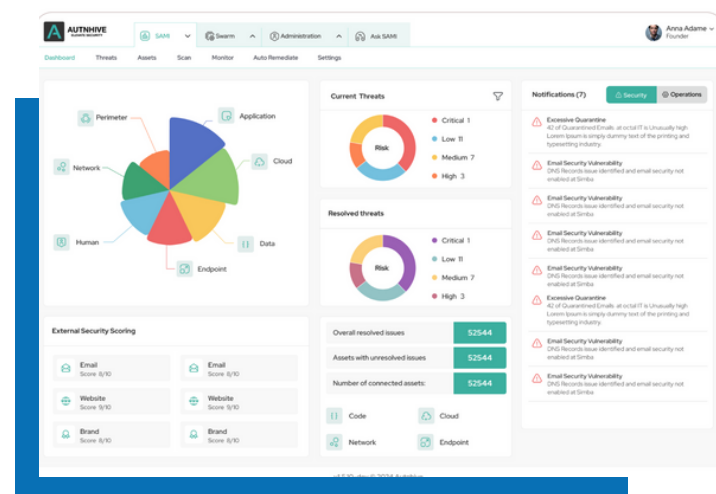 AUTNHIVE
ELEVATE SECURITY
SAMI
Swarm
Administration
Ask SAMI
Anna Adame
Founder
Dashboard Threats Assets Scan Monitor Auto Remediate Settings
Perimeter
Application
Network
Cloud
Human
Data
Endpoint
Current Threats
Risk
Critical 1
Low 11
Medium 7
High 3
Resolved threats
Risk
Critical 1
Low 11
Medium 7
High 3
Notifications (7)
Security
Operations
Excessive Quarantine
42 of Quarantined Emails at octal IT is Unusually high
Lorem Ipsum is simply dummy text of the printing and
typesetting industry.
Email Security Vulnerability
DNS Records issue identified and email security not
enabled at Simba
Email Security Vulnerability
DNS Records issue identified and email security not
enabled at Simba
Email Security Vulnerability
DNS Records issue identified and email security not
enabled at Simba
Email Security Vulnerability
DNS Records issue identified and email security not
enabled at Simba
Excessive Quarantine
42 of Quarantined Emails at octal IT is Unusually high
Lorem Ipsum is simply dummy text of the printing and
typesetting industry.
Email Security Vulnerability
DNS Records issue identified and email security not
enabled at Simba
Email Security Vulnerability
DNS Records issue identified and email security not
enabled at Simba
External Security Scoring
Email
Score 8/10
Email
Score 8/10
Website
Score 9/10
Website
Score 9/10
Brand
Score 8/10
Brand
Score 8/10
Overall resolved issues 52544
Assets with unresolved issues 52544
Number of connected assets: 52544
Code
Cloud
Network
Endpoint